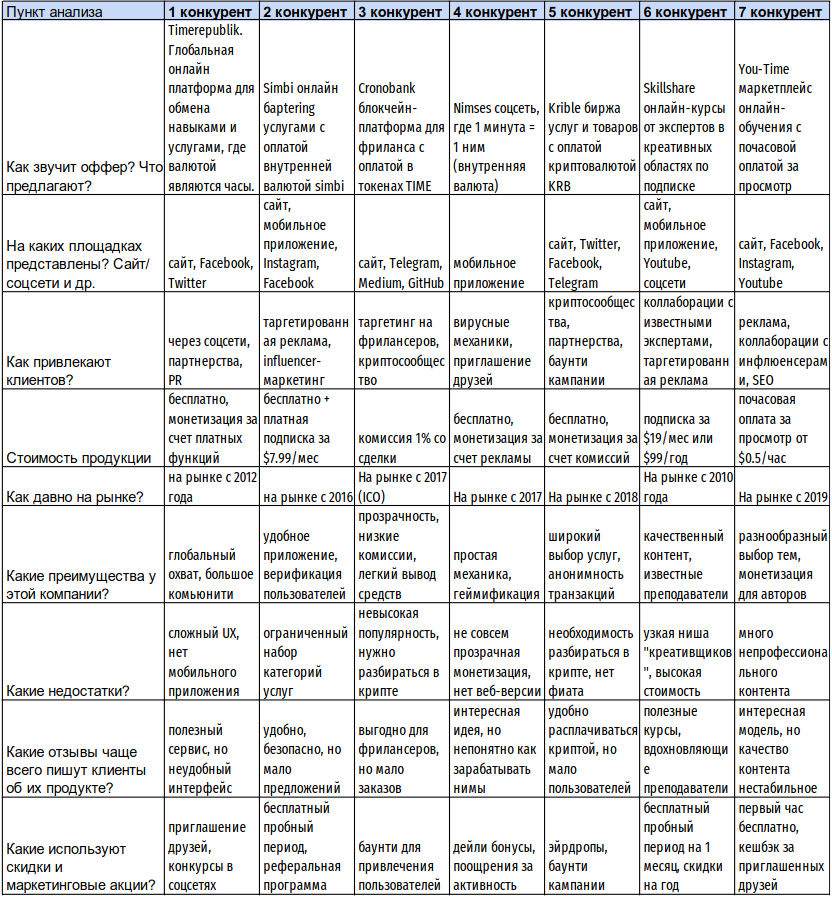 Пункт анализа
1 конкурент
2 конкурент
3 конкурент
4 конкурент
5 конкурент
6 конкурент
7 конкурент
Как звучит оффер? Что
предлагают?
Timerepublik.
Глобальная
онлайн
платформа для
обмена
навыками и
услугами, где
валютой
являются часы.
Simbi онлайн
баptering
услугами с
оплатой
внутренней
валютой simbi
Cronobank
блокчейн-
платформа для
фриланса с
оплатой в
токенах TIME
Nimses соцсеть,
где 1 минута =
1 ним
(внутренняя
валюта)
Krible биржа
услуг и товаров
с оплатой
криптовалютой
KRB
Skillshare
онлайн-курсы
от экспертов в
креативных
областях по
подписке
You-Time
маркетплейс
онлайн-
обучения с
почасовой
оплатой за
просмотр
На каких площадках
представлены? Сайт/
соцсети и др.
сайт, Facebook,
Twitter
сайт,
мобильное
приложение,
Instagram,
Facebook
сайт, Telegram,
Medium, GitHub
мобильное
приложение
сайт, Twitter,
Facebook,
Telegram
сайт,
мобильное
приложение,
Youtube,
соцсети
сайт, Facebook,
Instagram,
Youtube
Как привлекают
клиентов?
через соцсети,
партнерства,
PR
таргетированн
ая реклама,
influencer-
маркетинг
таргетинг на
фрилансеров,
криптосообщес
тво
вирусные
механики,
приглашение
друзей
криптосообщес
тва,
партнерства,
баунти
кампании
коллаборации с
известными
экспертами,
таргетированн
ая реклама
реклама,
коллаборации с
инфлюенсерам
и, SEO
Стоимость продукции
бесплатно,
монетизация за
счет платных
функций
бесплатно +
платная
подписка за
$7.99/мес
комиссия 1% со
сделки
бесплатно,
монетизация за
счет рекламы
бесплатно,
монетизация за
счет комиссий
подписка за
$19/мес или
$99/год
почасовая
оплата за
просмотр от
$0.5/час
Как давно на рынке?
на рынке с 2012
года
на рынке с 2016
На рынке с 2017
(ICO)
На рынке с 2017
На рынке с 2018
На рынке с 2010
года
На рынке с 2019
Какие преимущества у
этой компании?
глобальный
охват, большое
комьюнити
удобное
приложение,
верификация
пользователей
прозрачность,
низкие
комиссии,
легкий вывод
средств
простая
механика,
геймификация
широкий
выбор услуг,
анонимность
транзакций
качественный
контент,
известные
преподаватели
разнообразный
выбор тем,
монетизация
для авторов
Какие недостатки?
сложный UX,
нет
мобильного
приложения
ограниченный
набор
категорий
услуг
невысокая
популярность,
нужно
разбираться в
крипте
не совсем
прозрачная
монетизация,
нет веб-версии
необходимость
разбираться в
крипте, нет
фиата
узкая ниша
"креативщиков
", высокая
стоимость
много
непрофессиона
льного
контента
Какие отзывы чаще
всего пишут клиенты
об их продукте?
полезный
сервис, но
неудобный
интерфейс
удобно,
безопасно, но
мало
предложений
выгодно для
фрилансеров,
но мало
заказов
интересная
идея, но
непонятно как
зарабатывать
нимы
удобно
расплачиваться
криптой, но
мало
пользователей
полезные
курсы,
вдохновляющи
е
преподаватели
интересная
модель, но
качество
контента
нестабильное
Какие используют
скидки и
маркетинговые акции?
приглашение
друзей,
конкурсы в
соцсетях
бесплатный
пробный
период,
реферальная
программа
баунти для
привлечения
пользователей
дейли бонусы,
поощрения за
активность
эйрдропы,
баунти
кампании
бесплатный
пробный
период на 1
месяц, скидки
на год
первый час
бесплатно,
кешбэк за
приглашенных
друзей